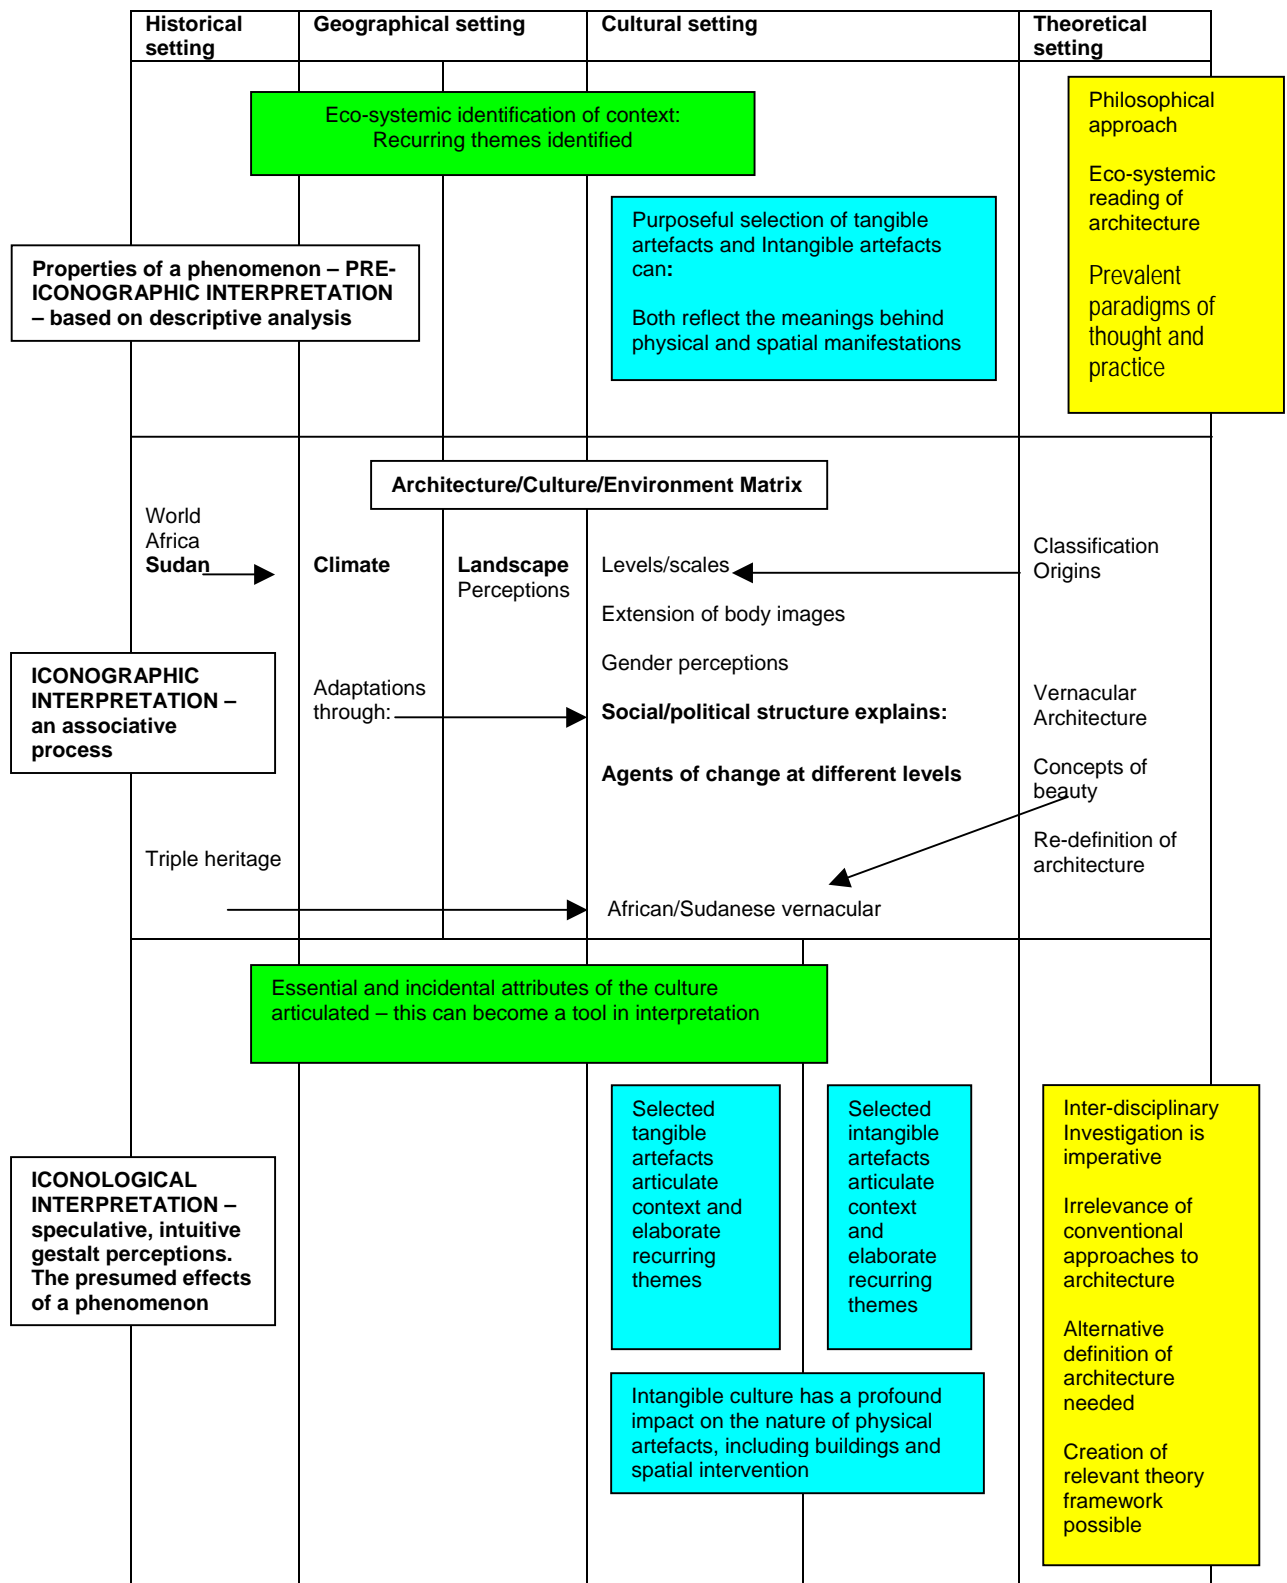 Historical
setting
Geographical setting
Cultural setting
Theoretical
setting
Eco-systemic identification of context:
Recurring themes identified
Philosophical
approach
Eco-systemic
reading of
architecture
Prevalent
paradigms of
thought and
practice
Purposeful selection of tangible
artefacts and Intangible artefacts
can:
Both reflect the meanings behind
physical and spatial manifestations
Properties of a phenomenon – PRE-
ICONOGRAPHIC INTERPRETATION
– based on descriptive analysis
Architecture/Culture/Environment Matrix
World
Africa
Sudan
Climate
Landscape
Perceptions
Levels/scales
Classification
Origins
Extension of body images
Gender perceptions
ICONOGRAPHIC
INTERPRETATION –
an associative
process
Adaptations
through:
Social/political structure explains:
Agents of change at different levels
Vernacular
Architecture
Concepts of
beauty
Re-definition of
architecture
Triple heritage
African/Sudanese vernacular
Essential and incidental attributes of the culture
articulated – this can become a tool in interpretation
ICONOLOGICAL
INTERPRETATION –
speculative, intuitive
gestalt perceptions.
The presumed effects
of a phenomenon
Selected
tangible
artefacts
articulate
context and
elaborate
recurring
themes
Selected
intangible
artefacts
articulate
context
and
elaborate
recurring
themes
Intangible culture has a profound
impact on the nature of physical
artefacts, including buildings and
spatial intervention
Inter-disciplinary
Investigation is
imperative
Irrelevance of
conventional
approaches to
architecture
Alternative
definition of
architecture
needed
Creation of
relevant theory
framework
possible